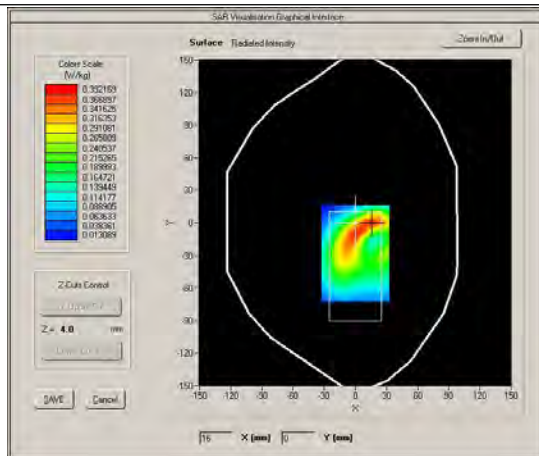 SAR Visualisation Graphical Interface
Surface Radiated Intensity
Zoom In/Out
Colors Scale
(W/kg)
0.392169
0.366897
0.341625
0.316353
0.291081
0.265809
0.240537
0.215265
0.189993
0.164721
0.139449
0.114177
0.088905
0.063633
0.038361
0.013089
150
120
90
60
30
0
-30
-60
-90
-120
-150
Y
-150 -120 -90 -60 -30 0 30 60 90 120 150
X
Z-Cuts Control
Z = 4.0 mm
SAVE
Cancel
16 X (mm) 0 Y (mm)